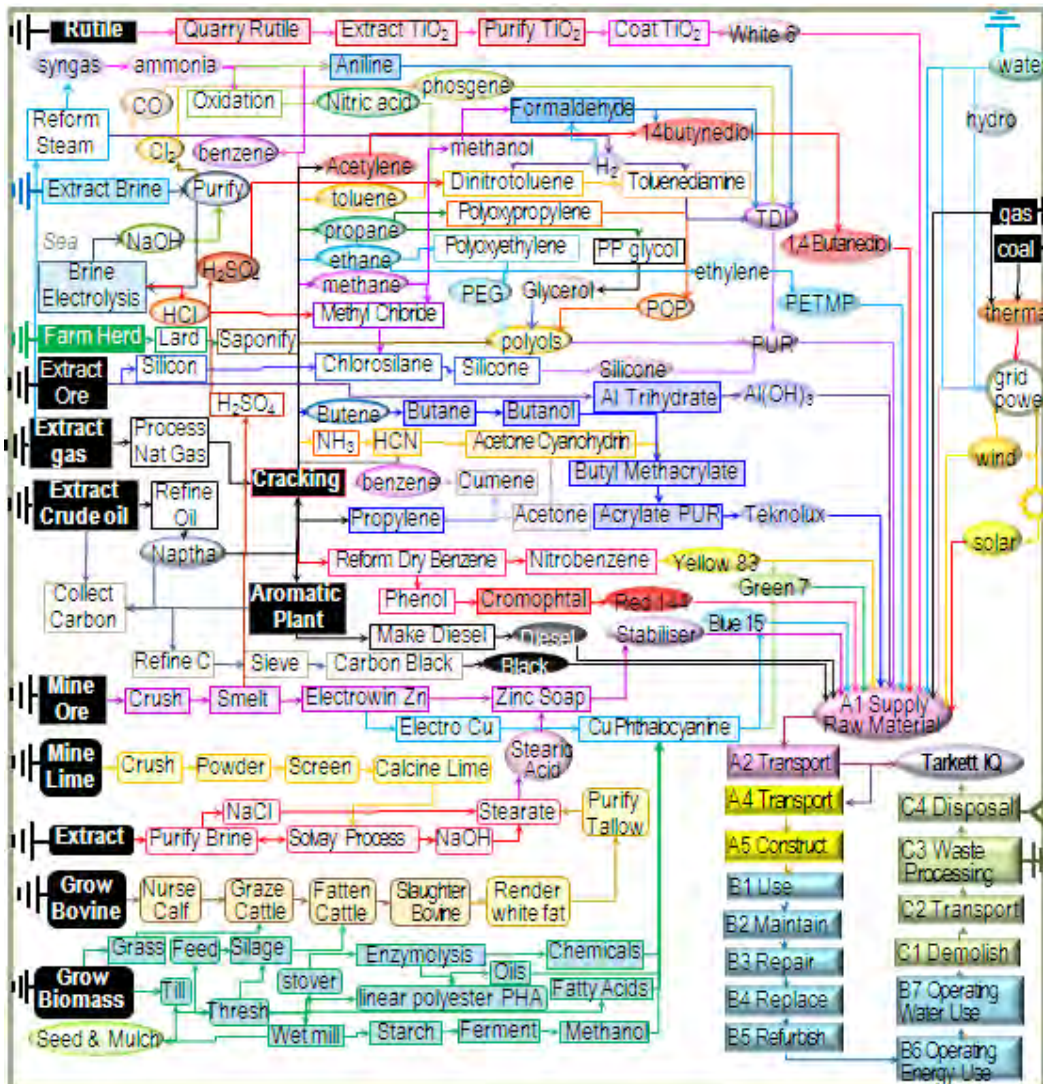 Rutile
Quarry Rutile
Extract TiO2
Purify TiO2
Coat TiO2
White 6
water
syngas
ammonia
Aniline
phosgene
CO
Oxidation
Nitric acid
Formaldehyde
hydro
Reform
Steam
Cl2
benzene
methanol
14butynediol
Acetylene
H2
Extract Brine
Purify
Dinitrotoluene
Toluenediamine
toluene
Polyoxypropylene
TDI
gas
Sea
NaOH
propane
Polyoxyethylene
PP glycol
1,4 Butanediol
coal
H2SO4
ethane
ethylene
Brine
Electrolysis
methane
PEG
Glycerol
POP
PETMP
thermal
HCl
Methyl Chloride
Farm Herd
Lard
Saponify
polyols
PUR
Silicon
Chlorosilane
Silicone
Silicone
grid
power
Extract
Ore
H2SO4
Al Trihydrate
Al(OH)3
Butene
Butane
Butanol
Extract
gas
Process
Nat Gas
NH3
HCN
Acetone Cyanohydrin
wind
Cracking
benzene
Cumene
Butyl Methacrylate
Extract
Crude oil
Refine
Oil
Propylene
Acetone
Acrylate PUR
Teknolux
Naptha
solar
Reform Dry Benzene
Nitrobenzene
Yellow 83
Green 7
Collect
Carbon
Aromatic
Plant
Phenol
Cromophtal
Red 144
Make Diesel
Diesel
Stabiliser
Blue 15
Refine C
Sieve
Carbon Black
Black
Mine
Ore
Crush
Smelt
Electrowin Zn
Zinc Soap
A1 Supply
Raw Material
Electro Cu
Cu Phthalocyanine
Mine
Lime
Crush
Powder
Screen
Calcine Lime
Stearic
Acid
A2 Transport
Tarkett IQ
NaCl
Stearate
Purify
Tallow
A4 Transport
C4 Disposal
Extract
Purify Brine
Solvay Process
NaOH
A5 Construct
C3 Waste
Processing
Grow
Bovine
Nurse
Calf
Graze
Cattle
Fatten
Cattle
Slaughter
Bovine
Render
white fat
B1 Use
C2 Transport
B2 Maintain
Grass
Feed
Silage
Enzymolysis
Chemicals
C1 Demolish
Oils
B3 Repair
Grow
Biomass
Till
stover
linear polyester PHA
Fatty Acids
B4 Replace
B7 Operating
Water Use
Thresh
Seed & Mulch
Wet mill
Starch
Ferment
Methanol
B5 Refurbish
B6 Operating
Energy Use